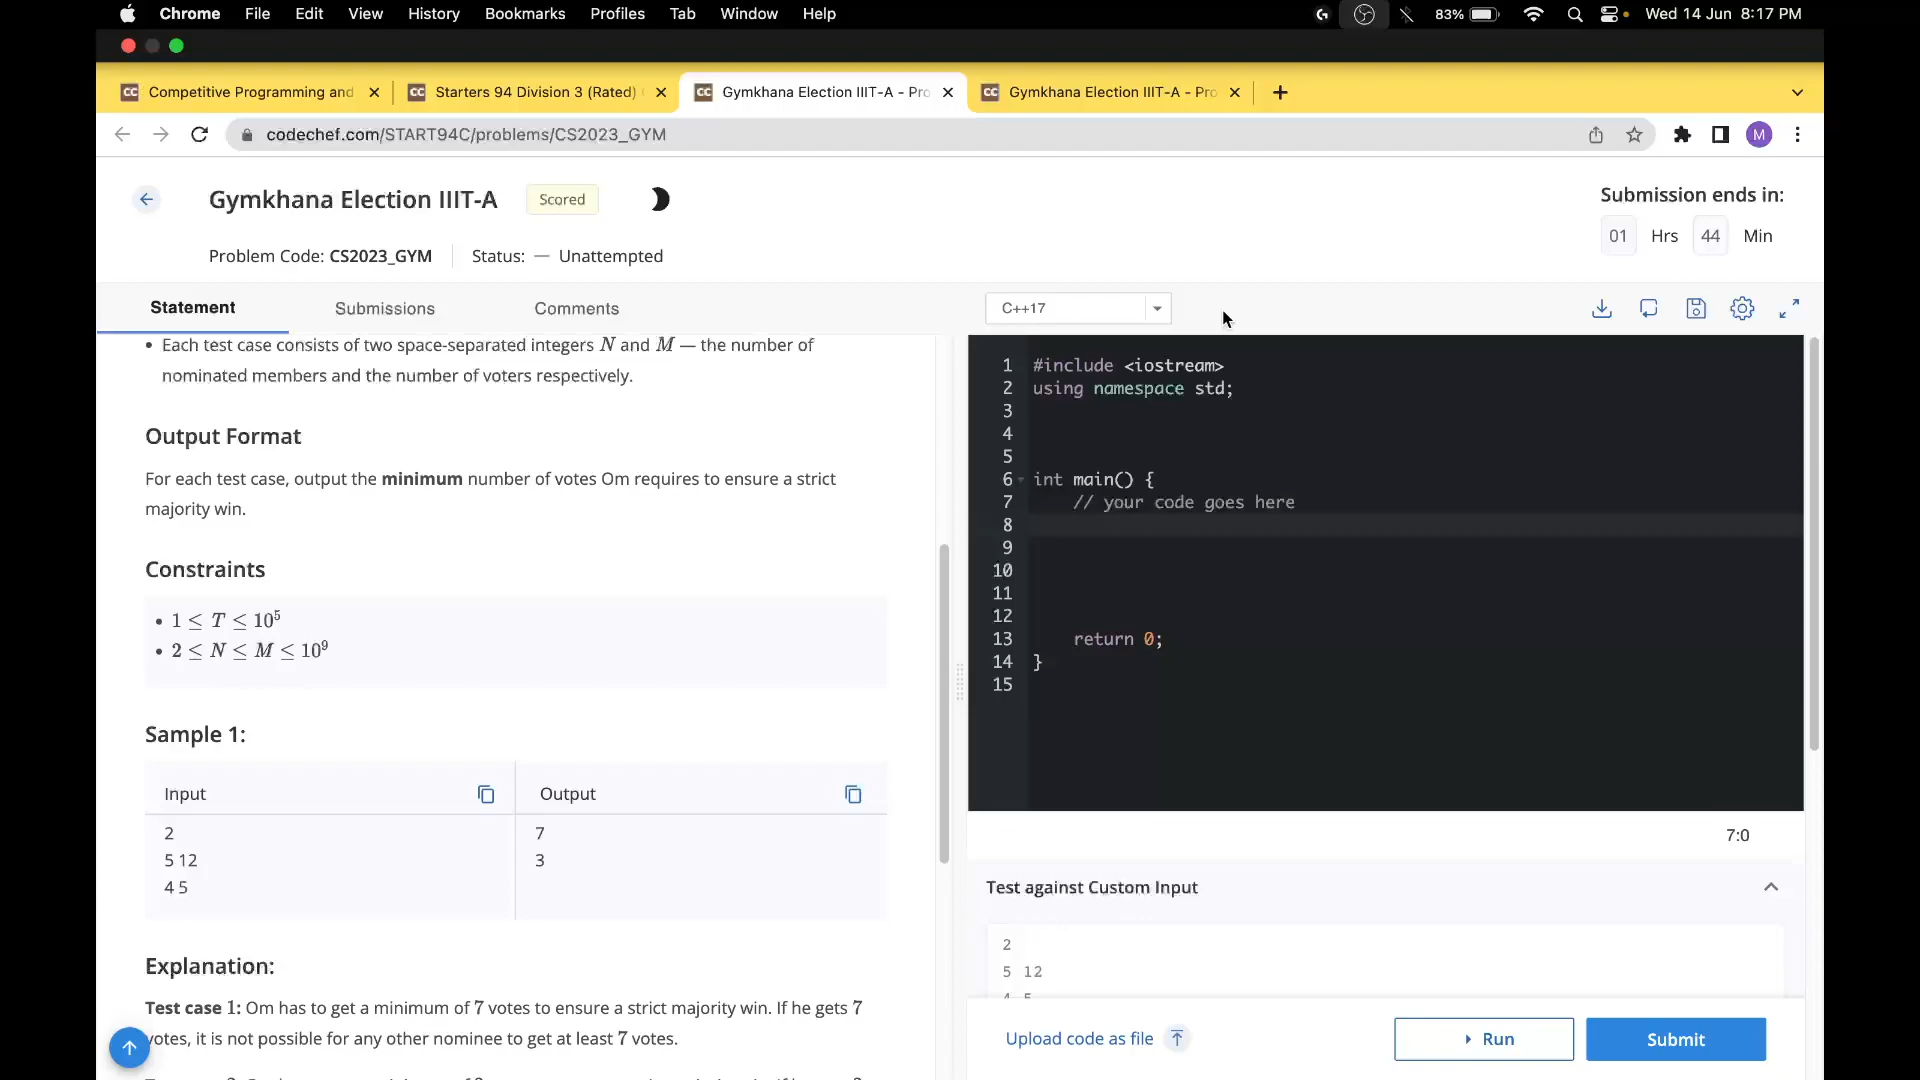 Chrome File Edit View History Bookmarks Profiles Tab Window Help 83% Wed 14 Jun 8:17 PM
CC Competitive Programming and CC Starters 94 Division 3 (Rated) CC Gymkhana Election IIIT-A - Pro CC Gymkhana Election IIIT-A - Pro
codechef.com/START94C/problems/CS2023_GYM M
Gymkhana Election IIIT-A Scored
Submission ends in:
01 Hrs 44 Min
Problem Code: CS2023_GYM Status: — Unattempted
Statement Submissions Comments
• Each test case consists of two space-separated integers N and M — the number of
nominated members and the number of voters respectively.
Output Format
For each test case, output the minimum number of votes Om requires to ensure a strict
majority win.
Constraints
• 1 ≤ T ≤ 10⁵
• 2 ≤ N ≤ M ≤ 10⁹
Sample 1:
Input Output
2 7
5 12 3
4 5
Explanation:
Test case 1: Om has to get a minimum of 7 votes to ensure a strict majority win. If he gets 7
votes, it is not possible for any other nominee to get at least 7 votes.
C++17
1 #include <iostream>
2 using namespace std;
3
4
5
6 int main() {
7 // your code goes here
8
9
10
11
12
13 return 0;
14 }
15
7:0
Test against Custom Input
2
5 12
4 5
Upload code as file Run Submit